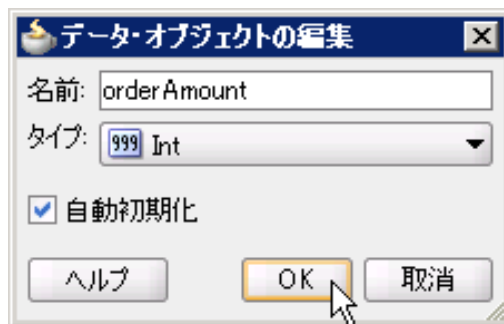 データ・オブジェクトの編集
名前: orderAmount
タイプ: 999 Int
自動初期化
ヘルプ OK 取消